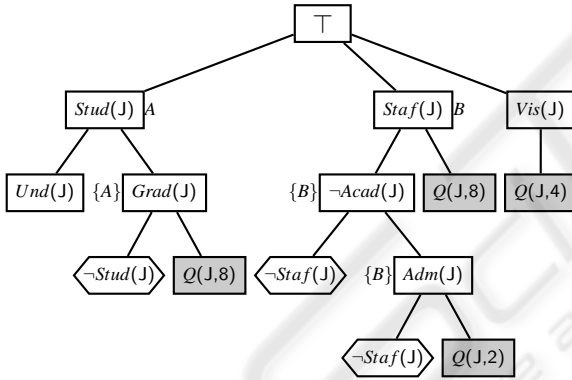 ⊤
Stud(J) A Staf(J) B Vis(J)
Und(J) {A} Grad(J) {B} ¬Acad(J) Q(J,8) Q(J,4)
¬Stud(J) Q(J,8) ¬Staf(J) {B} Adm(J)
¬Staf(J) Q(J,2)